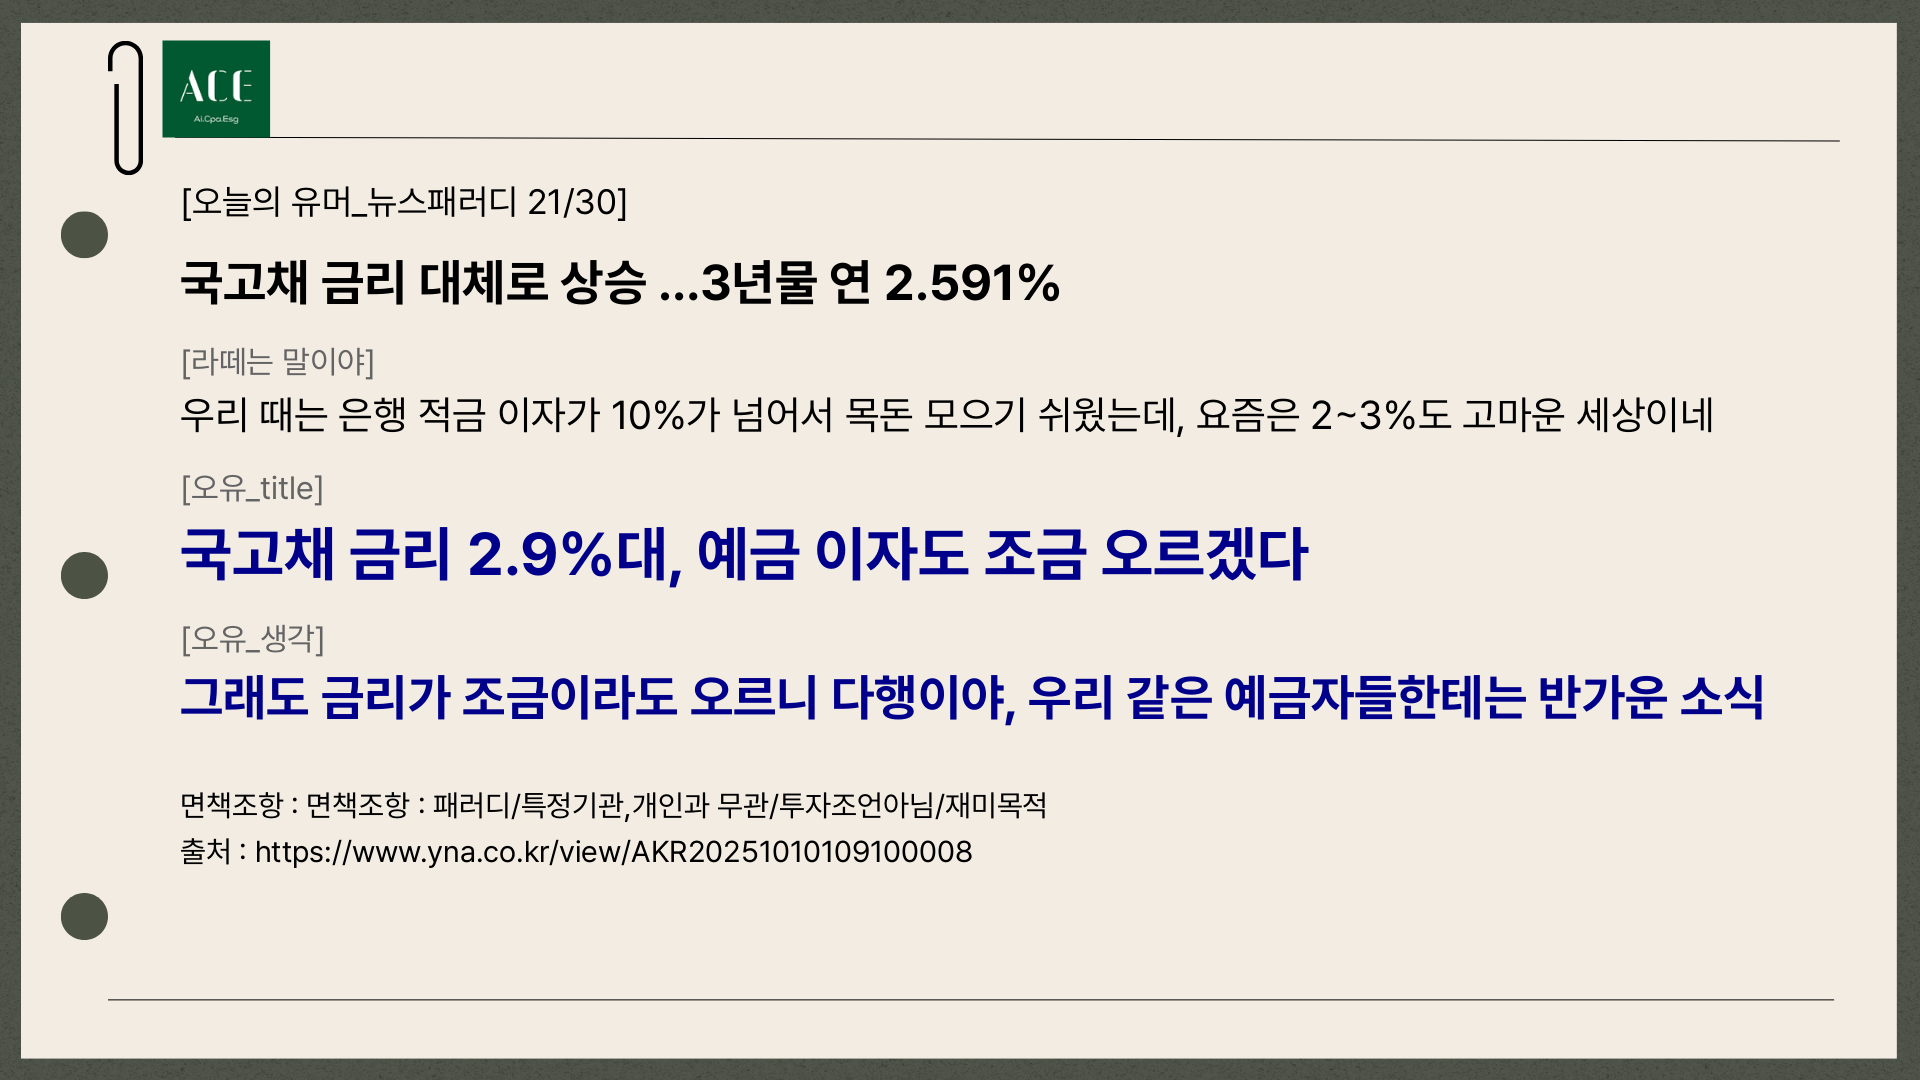 ACE
Ai.Cpa.Esg
[오늘의 유머_뉴스패러디 21/30]
국고채 금리 대체로 상승 ...3년물 연 2.591%
[라떼는 말이야]
우리 때는 은행 적금 이자가 10%가 넘어서 목돈 모으기 쉬웠는데, 요즘은 2~3%도 고마운 세상이네
[오유_title]
국고채 금리 2.9%대, 예금 이자도 조금 오르겠다
[오유_생각]
그래도 금리가 조금이라도 오르니 다행이야, 우리 같은 예금자들한테는 반가운 소식
면책조항 : 면책조항 : 패러디/특정기관,개인과 무관/투자조언아님/재미목적
출처 : https://www.yna.co.kr/view/AKR20251010109100008